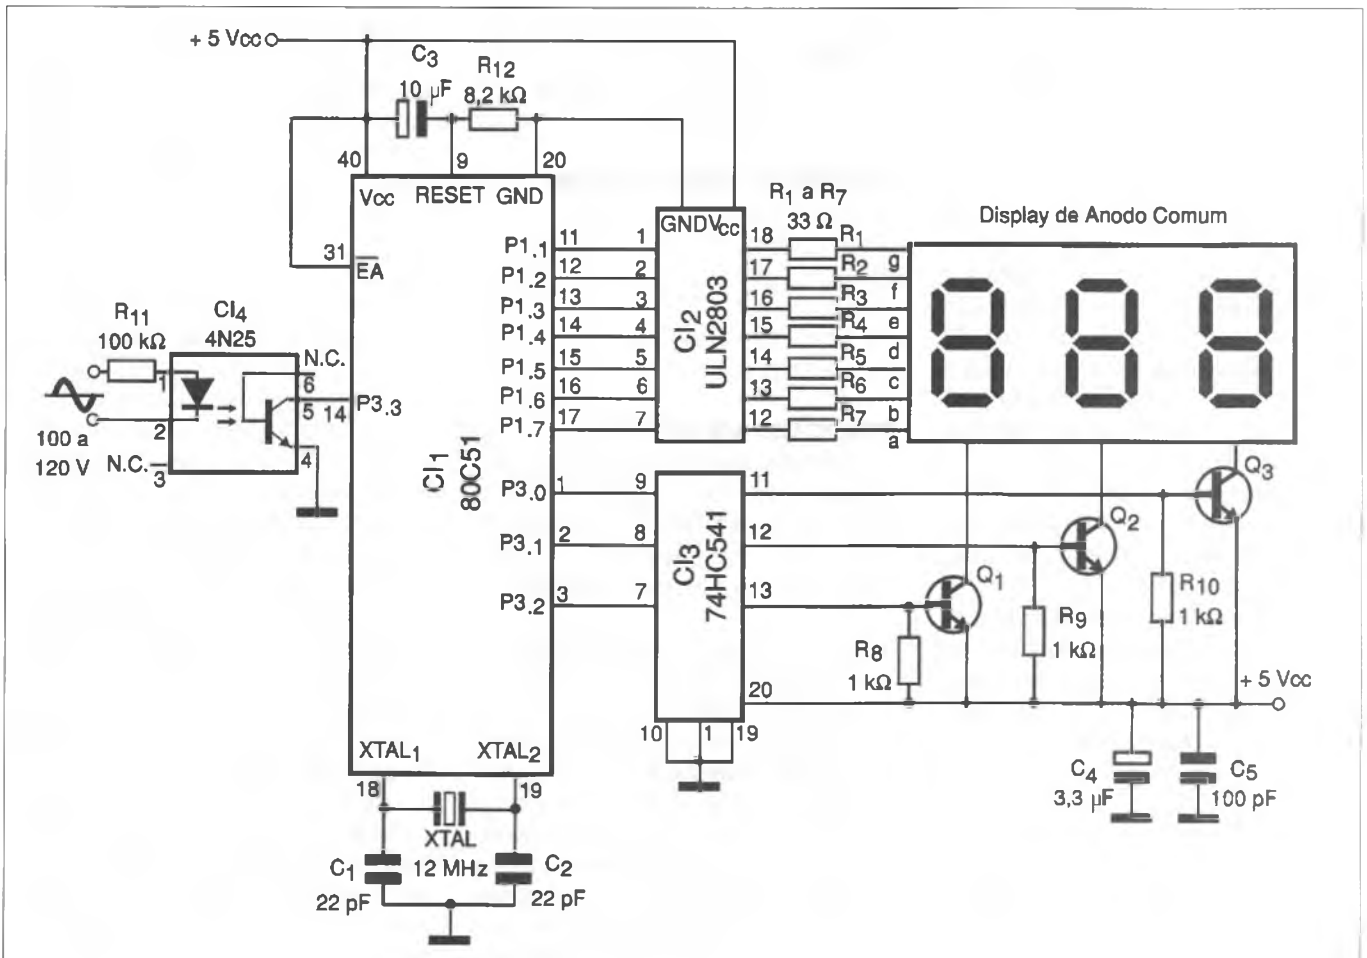 + 5 Vcc
C3
10 µF
R12
8,2 kΩ
40
9
20
Vcc
RESET
GND
31
EA
R11
100 kΩ
CI4
4N25
N.C.
6
1
5
14
P3.3
2
4
100 a
120 V
N.C.
3
CI1
80C51
P1.1
11
1
P1.2
12
2
P1.3
13
3
P1.4
14
4
P1.5
15
5
P1.6
16
6
P1.7
17
7
P3.0
1
9
P3.1
2
8
P3.2
3
7
GND
Vcc
CI2
ULN2803
18
17
16
15
14
13
12
R1 a R7
33 Ω
R1
R2
R3
R4
R5
R6
R7
g
f
e
d
c
b
a
Display de Anodo Comum
CI3
74HC541
11
12
13
20
10
1
19
Q3
Q2
Q1
R8
1 kΩ
R9
1 kΩ
R10
1 kΩ
+ 5 Vcc
C4
3,3 µF
C5
100 pF
XTAL1
XTAL2
18
19
XTAL
12 MHz
C1
22 pF
C2
22 pF